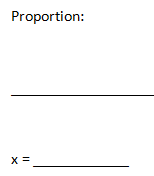 Proportion:
x =